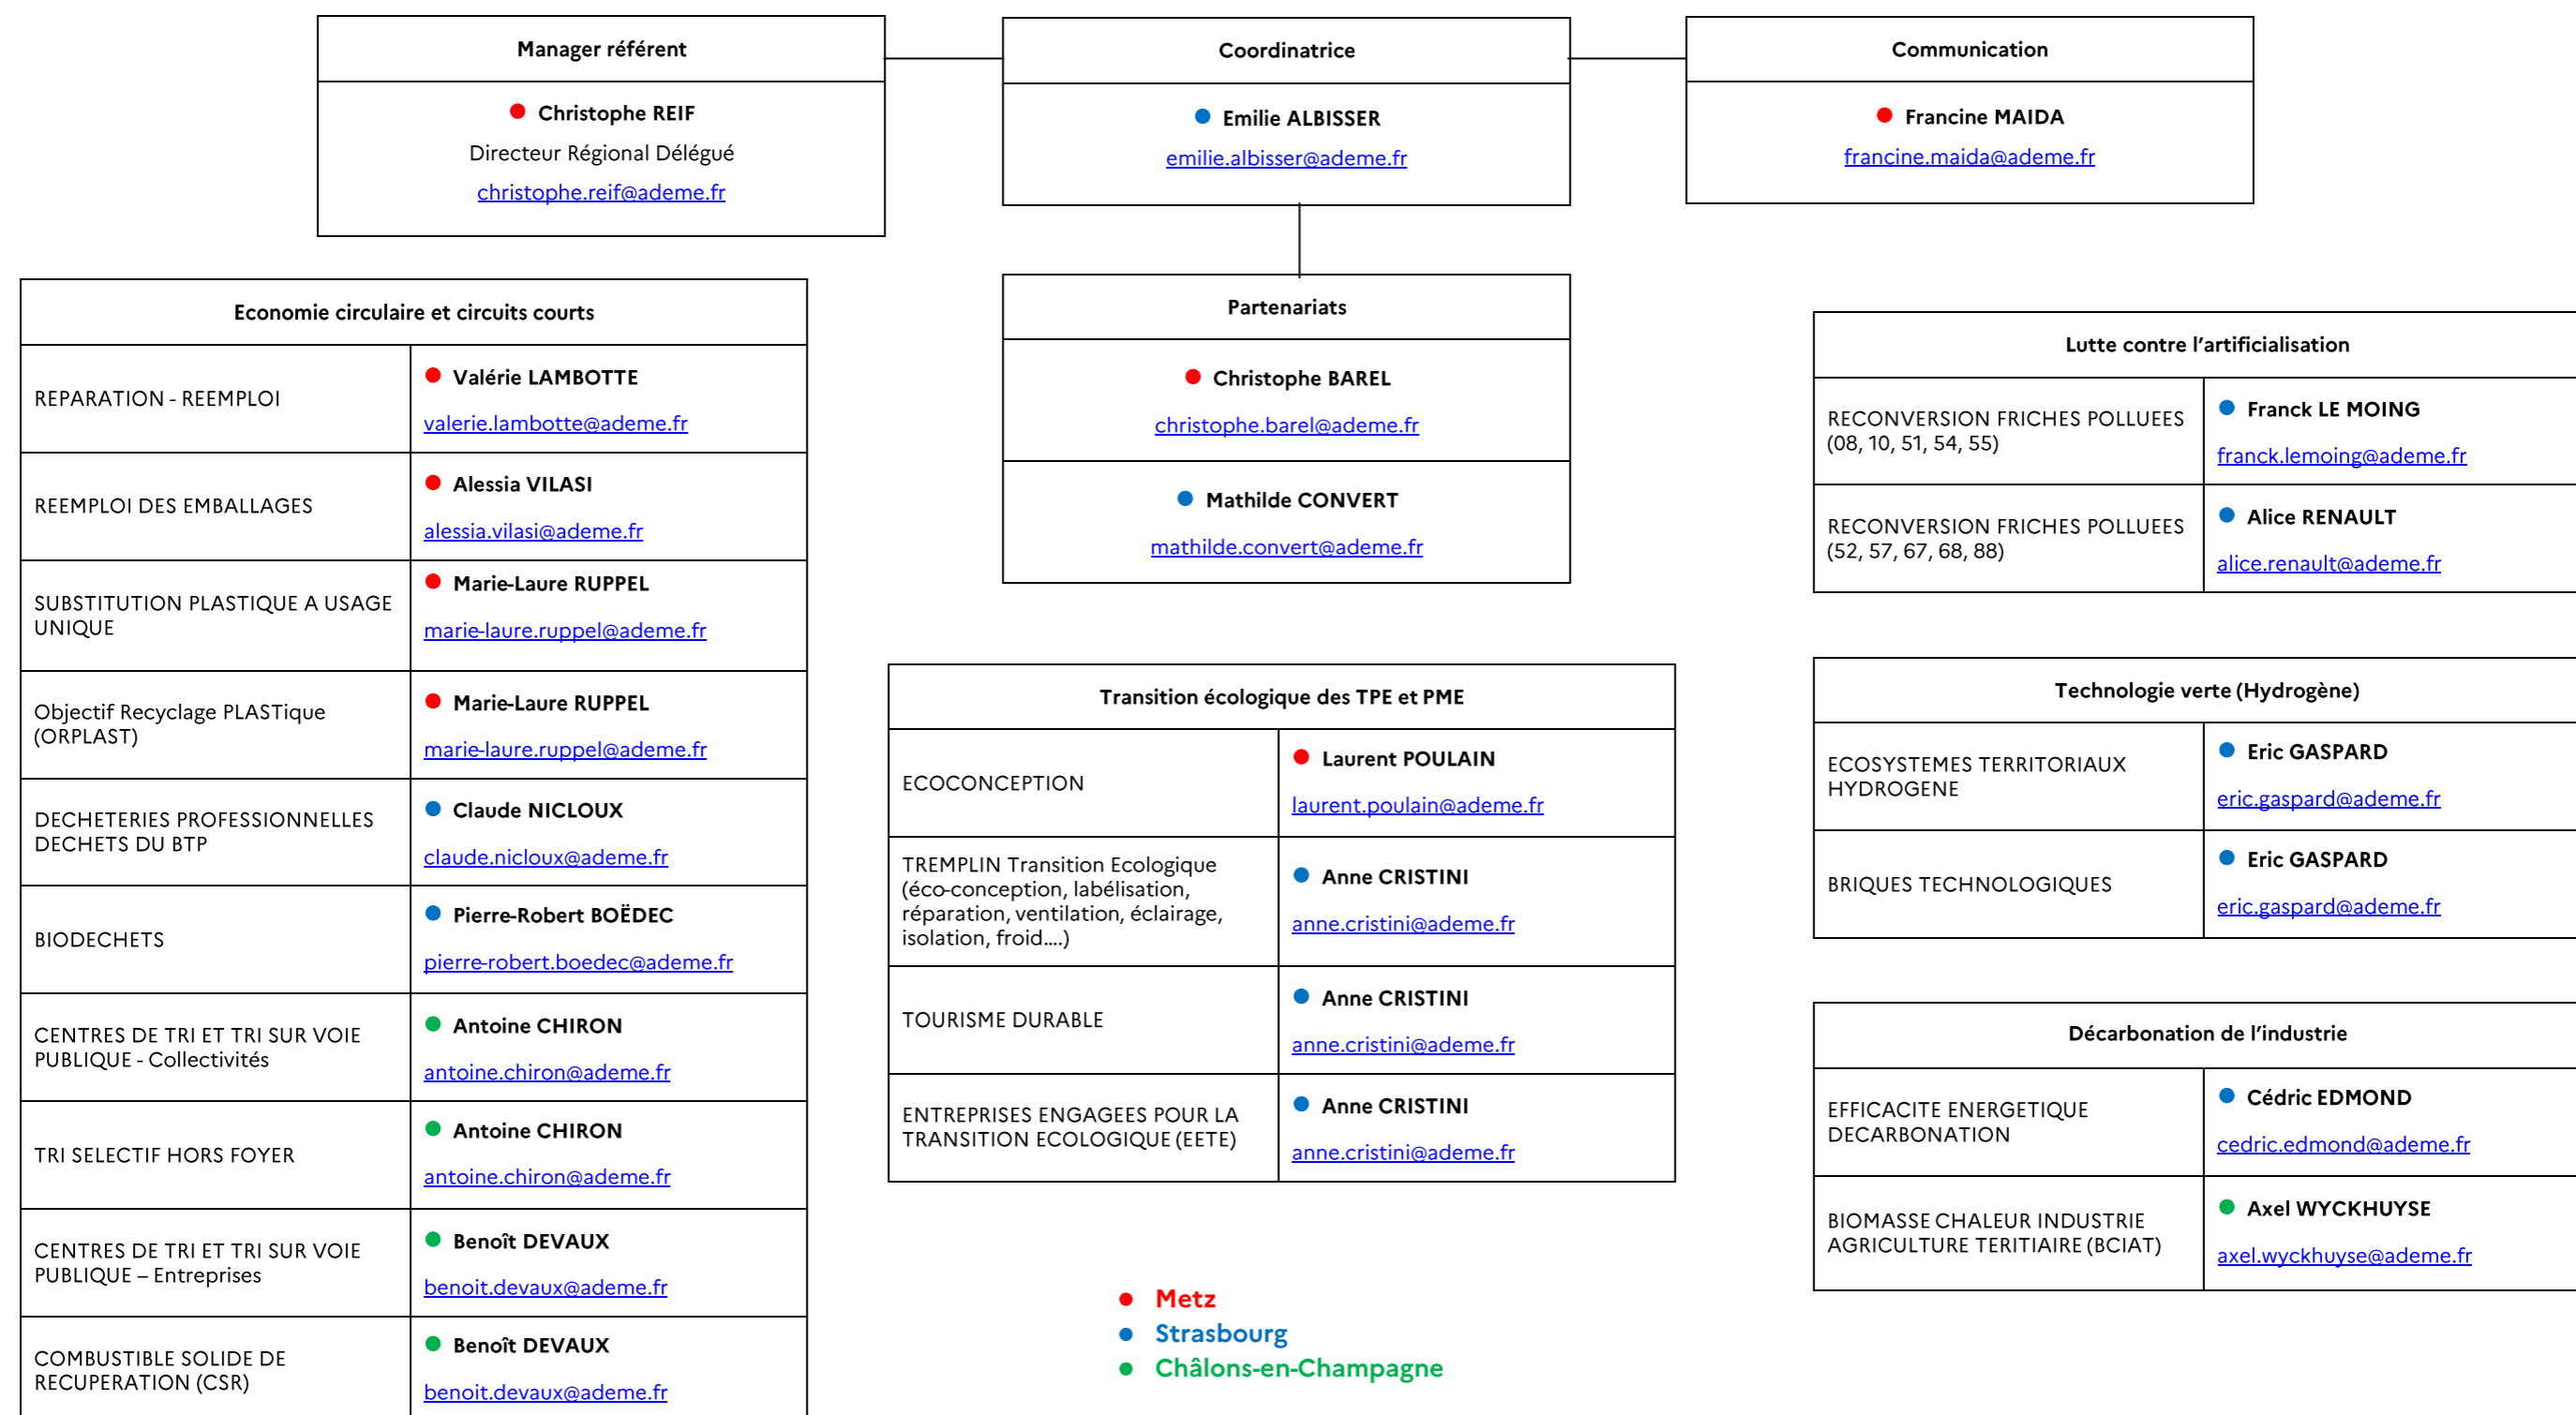 Manager référent
Christophe REIF
Directeur Régional Délégué
christophe.reif@ademe.fr
Coordinatrice
Emilie ALBISSER
emilie.albisser@ademe.fr
Communication
Francine MAIDA
francine.maida@ademe.fr
Partenariats
Christophe BAREL
christophe.barel@ademe.fr
Mathilde CONVERT
mathilde.convert@ademe.fr
Economie circulaire et circuits courts
REPARATION - REEMPLOI
Valérie LAMBOTTE
valerie.lambotte@ademe.fr
REEMPLOI DES EMBALLAGES
Alessia VILASI
alessia.vilasi@ademe.fr
SUBSTITUTION PLASTIQUE A USAGE
UNIQUE
Marie-Laure RUPPEL
marie-laure.ruppel@ademe.fr
Objectif Recyclage PLASTique
(ORPLAST)
Marie-Laure RUPPEL
marie-laure.ruppel@ademe.fr
DECHETERIES PROFESSIONNELLES
DECHETS DU BTP
Claude NICLOUX
claude.nicloux@ademe.fr
BIODECHETS
Pierre-Robert BOËDEC
pierre-robert.boedec@ademe.fr
CENTRES DE TRI ET TRI SUR VOIE
PUBLIQUE - Collectivités
Antoine CHIRON
antoine.chiron@ademe.fr
TRI SELECTIF HORS FOYER
Antoine CHIRON
antoine.chiron@ademe.fr
CENTRES DE TRI ET TRI SUR VOIE
PUBLIQUE – Entreprises
Benoît DEVAUX
benoit.devaux@ademe.fr
COMBUSTIBLE SOLIDE DE
RECUPERATION (CSR)
Benoît DEVAUX
benoit.devaux@ademe.fr
Transition écologique des TPE et PME
ECOCONCEPTION
Laurent POULAIN
laurent.poulain@ademe.fr
TREMPLIN Transition Ecologique
(éco-conception, labélisation,
réparation, ventilation, éclairage,
isolation, froid....)
Anne CRISTINI
anne.cristini@ademe.fr
TOURISME DURABLE
Anne CRISTINI
anne.cristini@ademe.fr
ENTREPRISES ENGAGEES POUR LA
TRANSITION ECOLOGIQUE (EETE)
Anne CRISTINI
anne.cristini@ademe.fr
Lutte contre l'artificialisation
RECONVERSION FRICHES POLLUEES
(08, 10, 51, 54, 55)
Franck LE MOING
franck.lemoing@ademe.fr
RECONVERSION FRICHES POLLUEES
(52, 57, 67, 68, 88)
Alice RENAULT
alice.renault@ademe.fr
Technologie verte (Hydrogène)
ECOSYSTEMES TERRITORIAUX
HYDROGENE
Eric GASPARD
eric.gaspard@ademe.fr
BRIQUES TECHNOLOGIQUES
Eric GASPARD
eric.gaspard@ademe.fr
Décarbonation de l'industrie
EFFICACITE ENERGETIQUE
DECARBONATION
Cédric EDMOND
cedric.edmond@ademe.fr
BIOMASSE CHALEUR INDUSTRIE
AGRICULTURE TERITIAIRE (BCIAT)
Axel WYCKHUYSE
axel.wyckhuyse@ademe.fr
Metz
Strasbourg
Châlons-en-Champagne